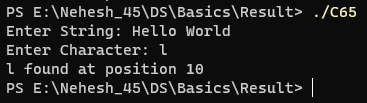 PS E:\Nehesh_45\DS\Basics\Result> ./C65
Enter String: Hello World
Enter Character: l
l found at position 10
PS E:\Nehesh_45\DS\Basics\Result>